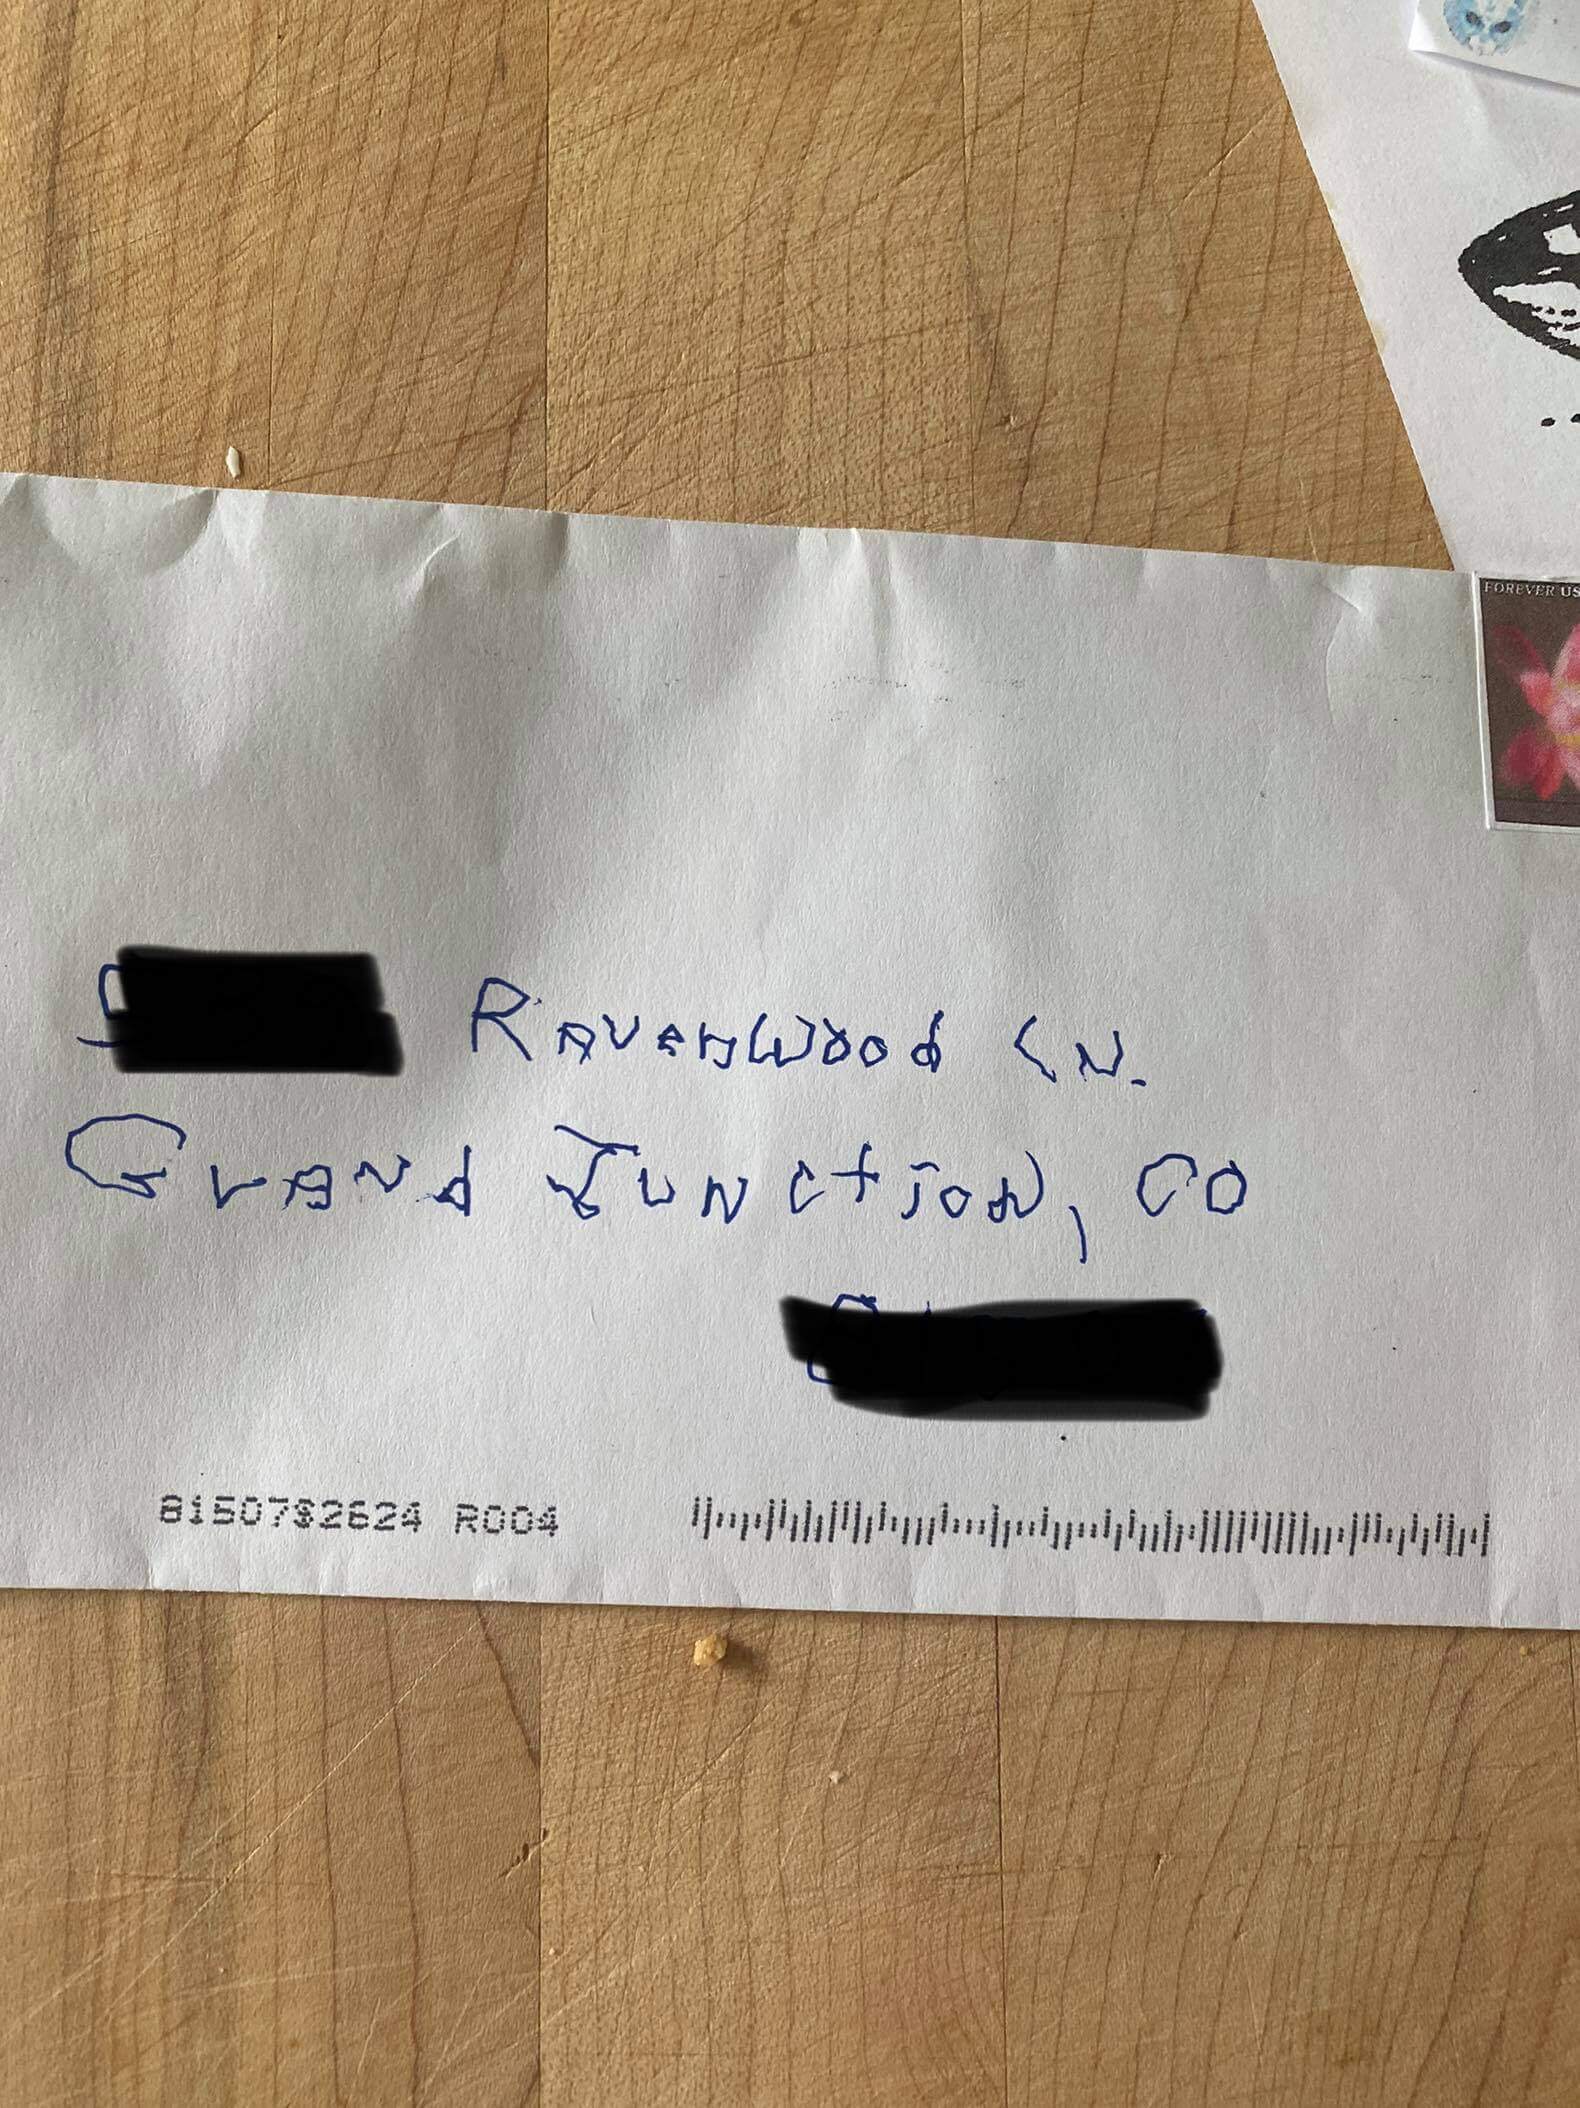 FOREVER US
Ravenwood Ln.
Grand Junction, CO
81507$2624 R004